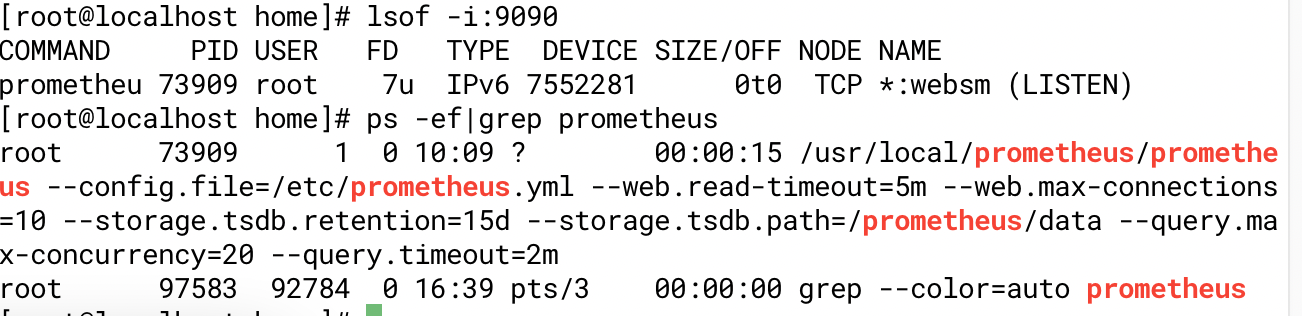 [root@localhost home]# lsof -i:9090
COMMAND     PID USER   FD   TYPE  DEVICE SIZE/OFF NODE NAME
prometheu 73909 root    7u  IPv6 7552281      0t0  TCP *:websm (LISTEN)
[root@localhost home]# ps -ef|grep prometheus
root      73909      1  0 10:09 ?        00:00:15 /usr/local/prometheus/promethe
us --config.file=/etc/prometheus.yml --web.read-timeout=5m --web.max-connections
=10 --storage.tsdb.retention=15d --storage.tsdb.path=/prometheus/data --query.ma
x-concurrency=20 --query.timeout=2m
root      97583  92784  0 16:39 pts/3    00:00:00 grep --color=auto prometheus